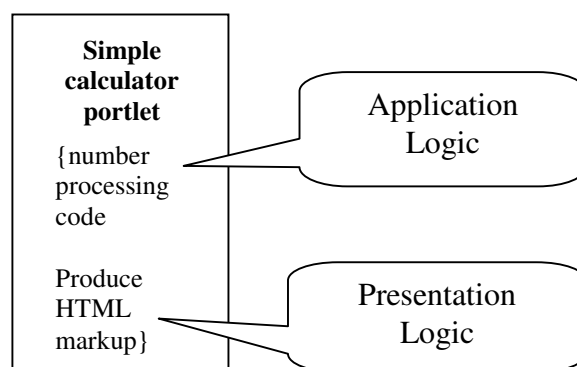 Simple
calculator
portlet
{number
processing
code
Produce
HTML
markup}
Application
Logic
Presentation
Logic